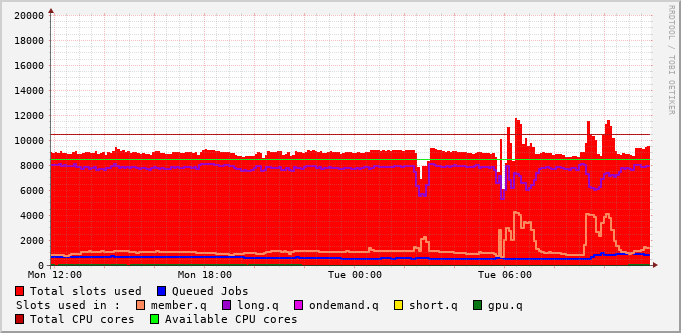 20000
18000
16000
14000
12000
10000
8000
6000
4000
2000
0
Mon 12:00 Mon 18:00 Tue 00:00 Tue 06:00
RRDTOOL / TOBI OETIKER
Total slots used Queued Jobs
Slots used in : member.q long.q ondemand.q short.q gpu.q
Total CPU cores Available CPU cores